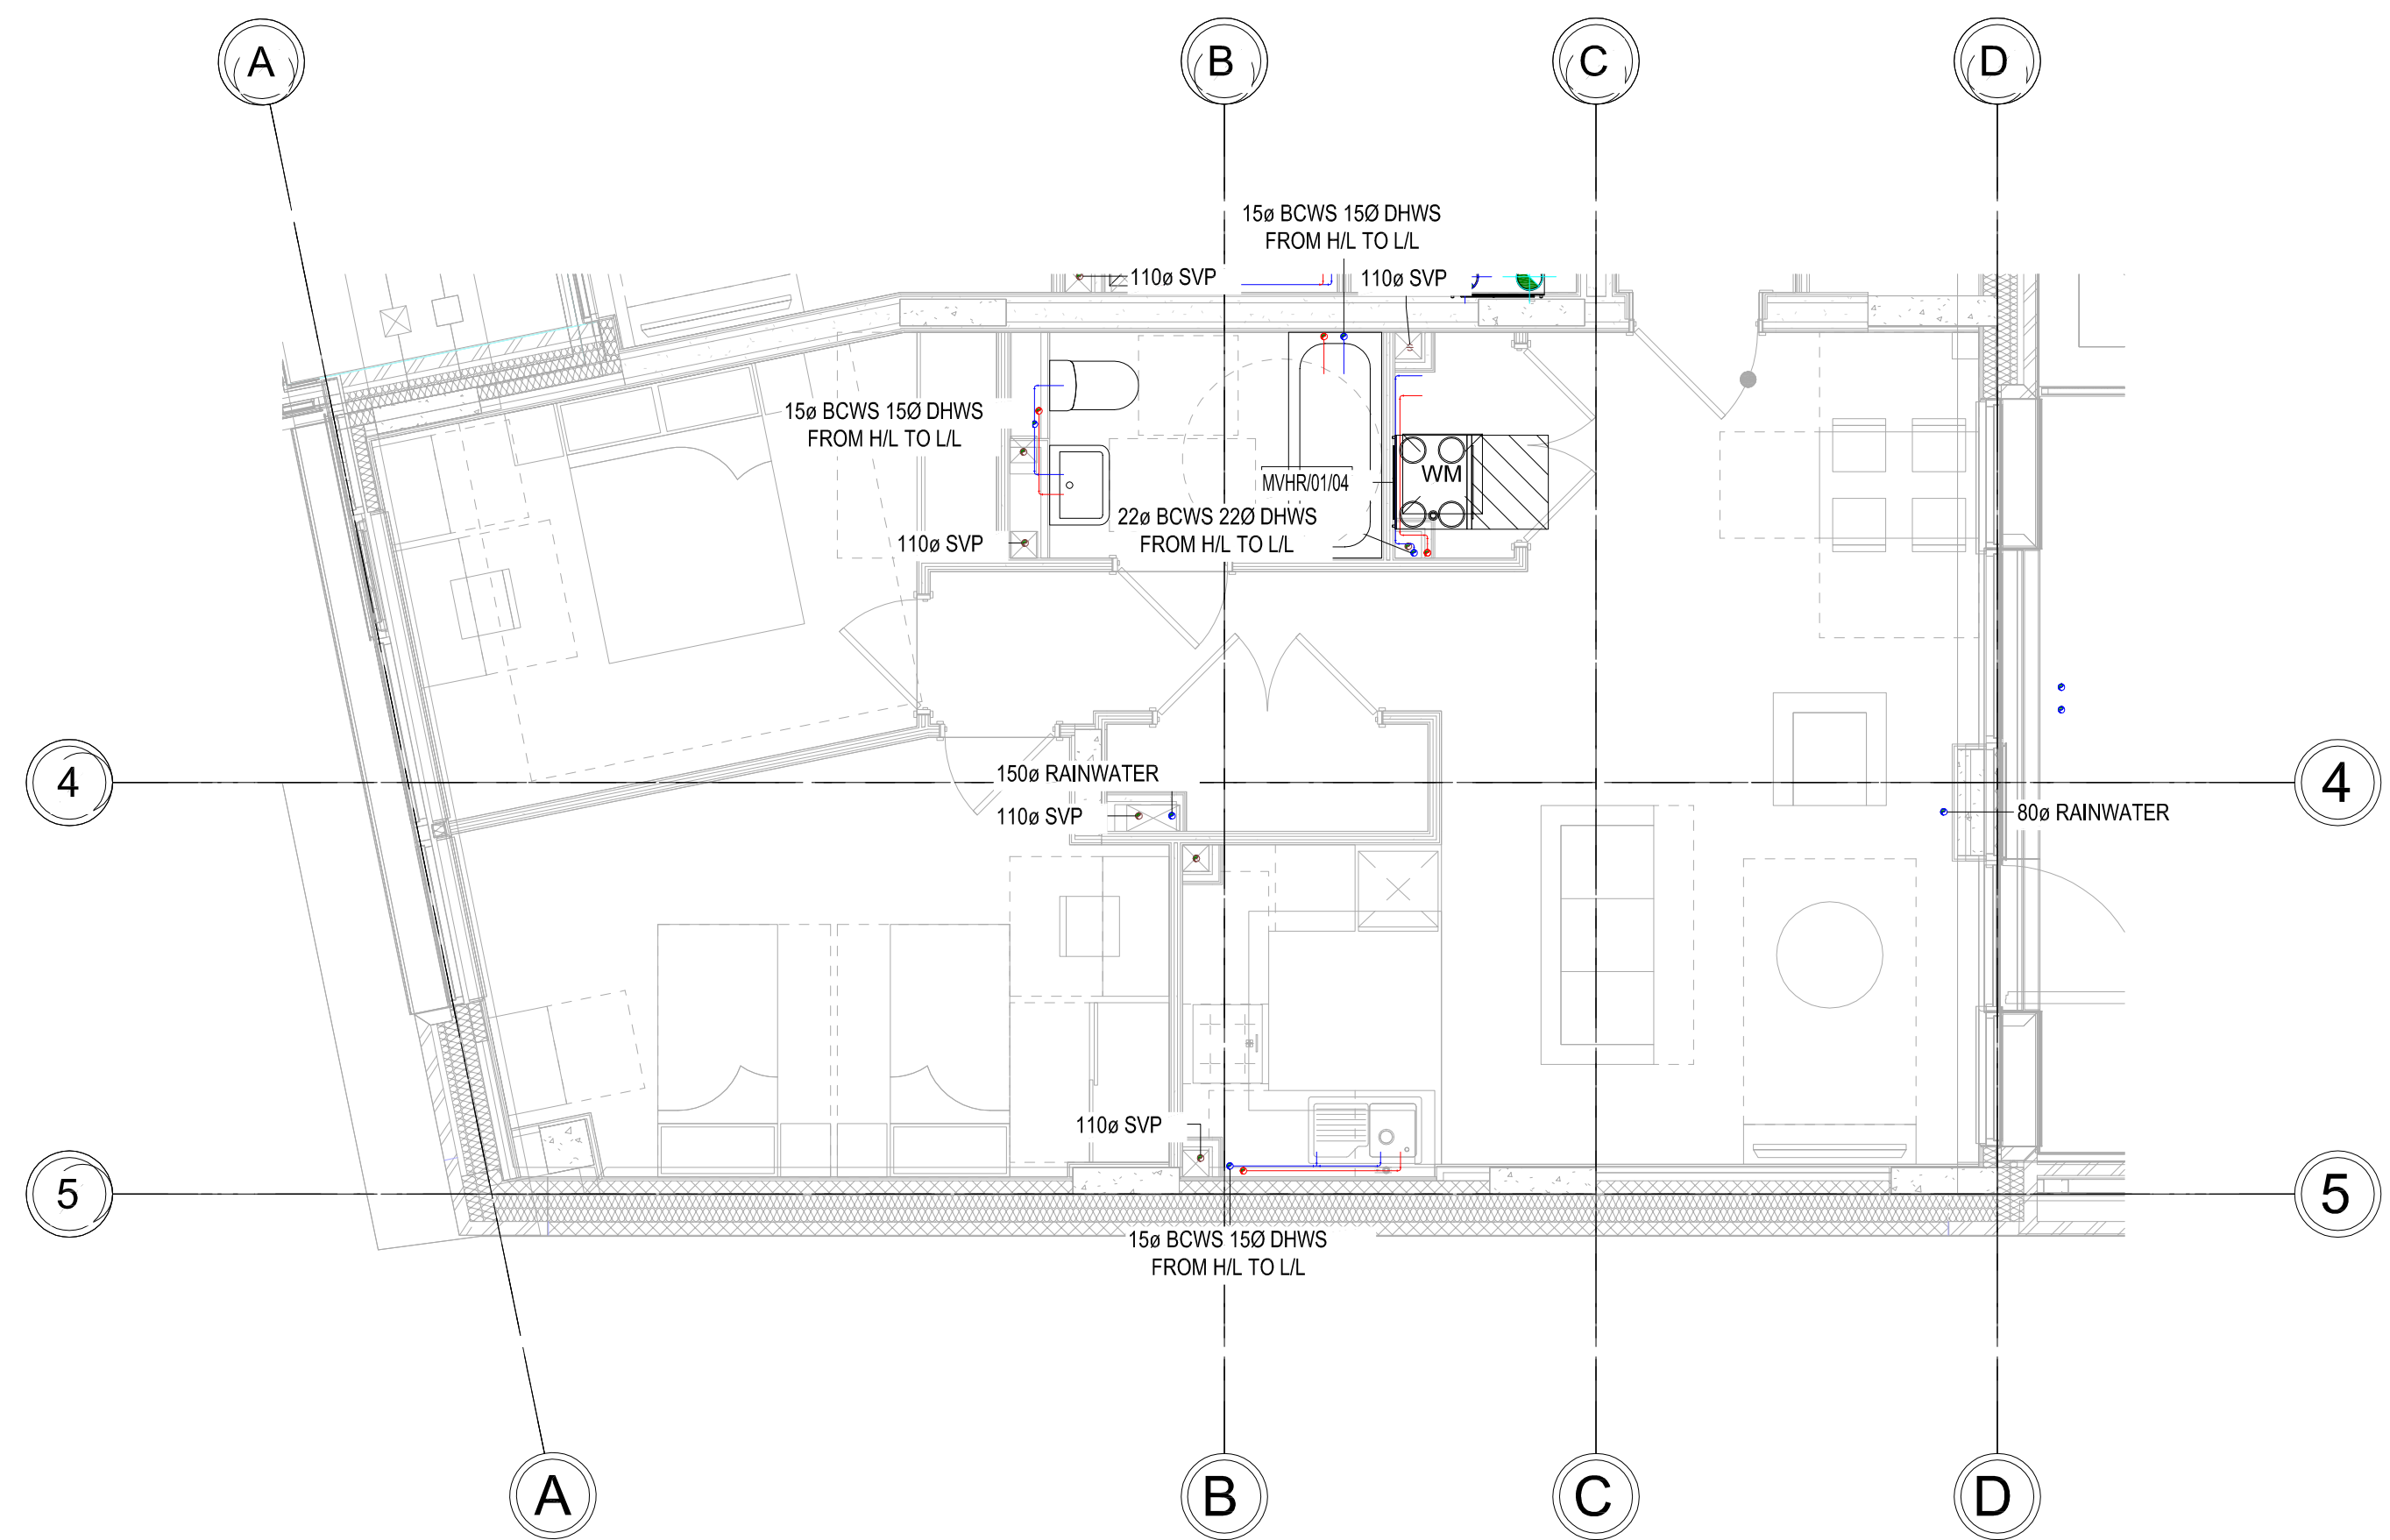 A
B
C
D
15ø BCWS 15Ø DHWS
FROM H/L TO L/L
110ø SVP
110ø SVP
15ø BCWS 15Ø DHWS
FROM H/L TO L/L
WM
MVHR/01/04
22ø BCWS 22Ø DHWS
FROM H/L TO L/L
110ø SVP
4
150ø RAINWATER
4
110ø SVP
80ø RAINWATER
110ø SVP
5
5
15ø BCWS 15Ø DHWS
FROM H/L TO L/L
A
B
C
D